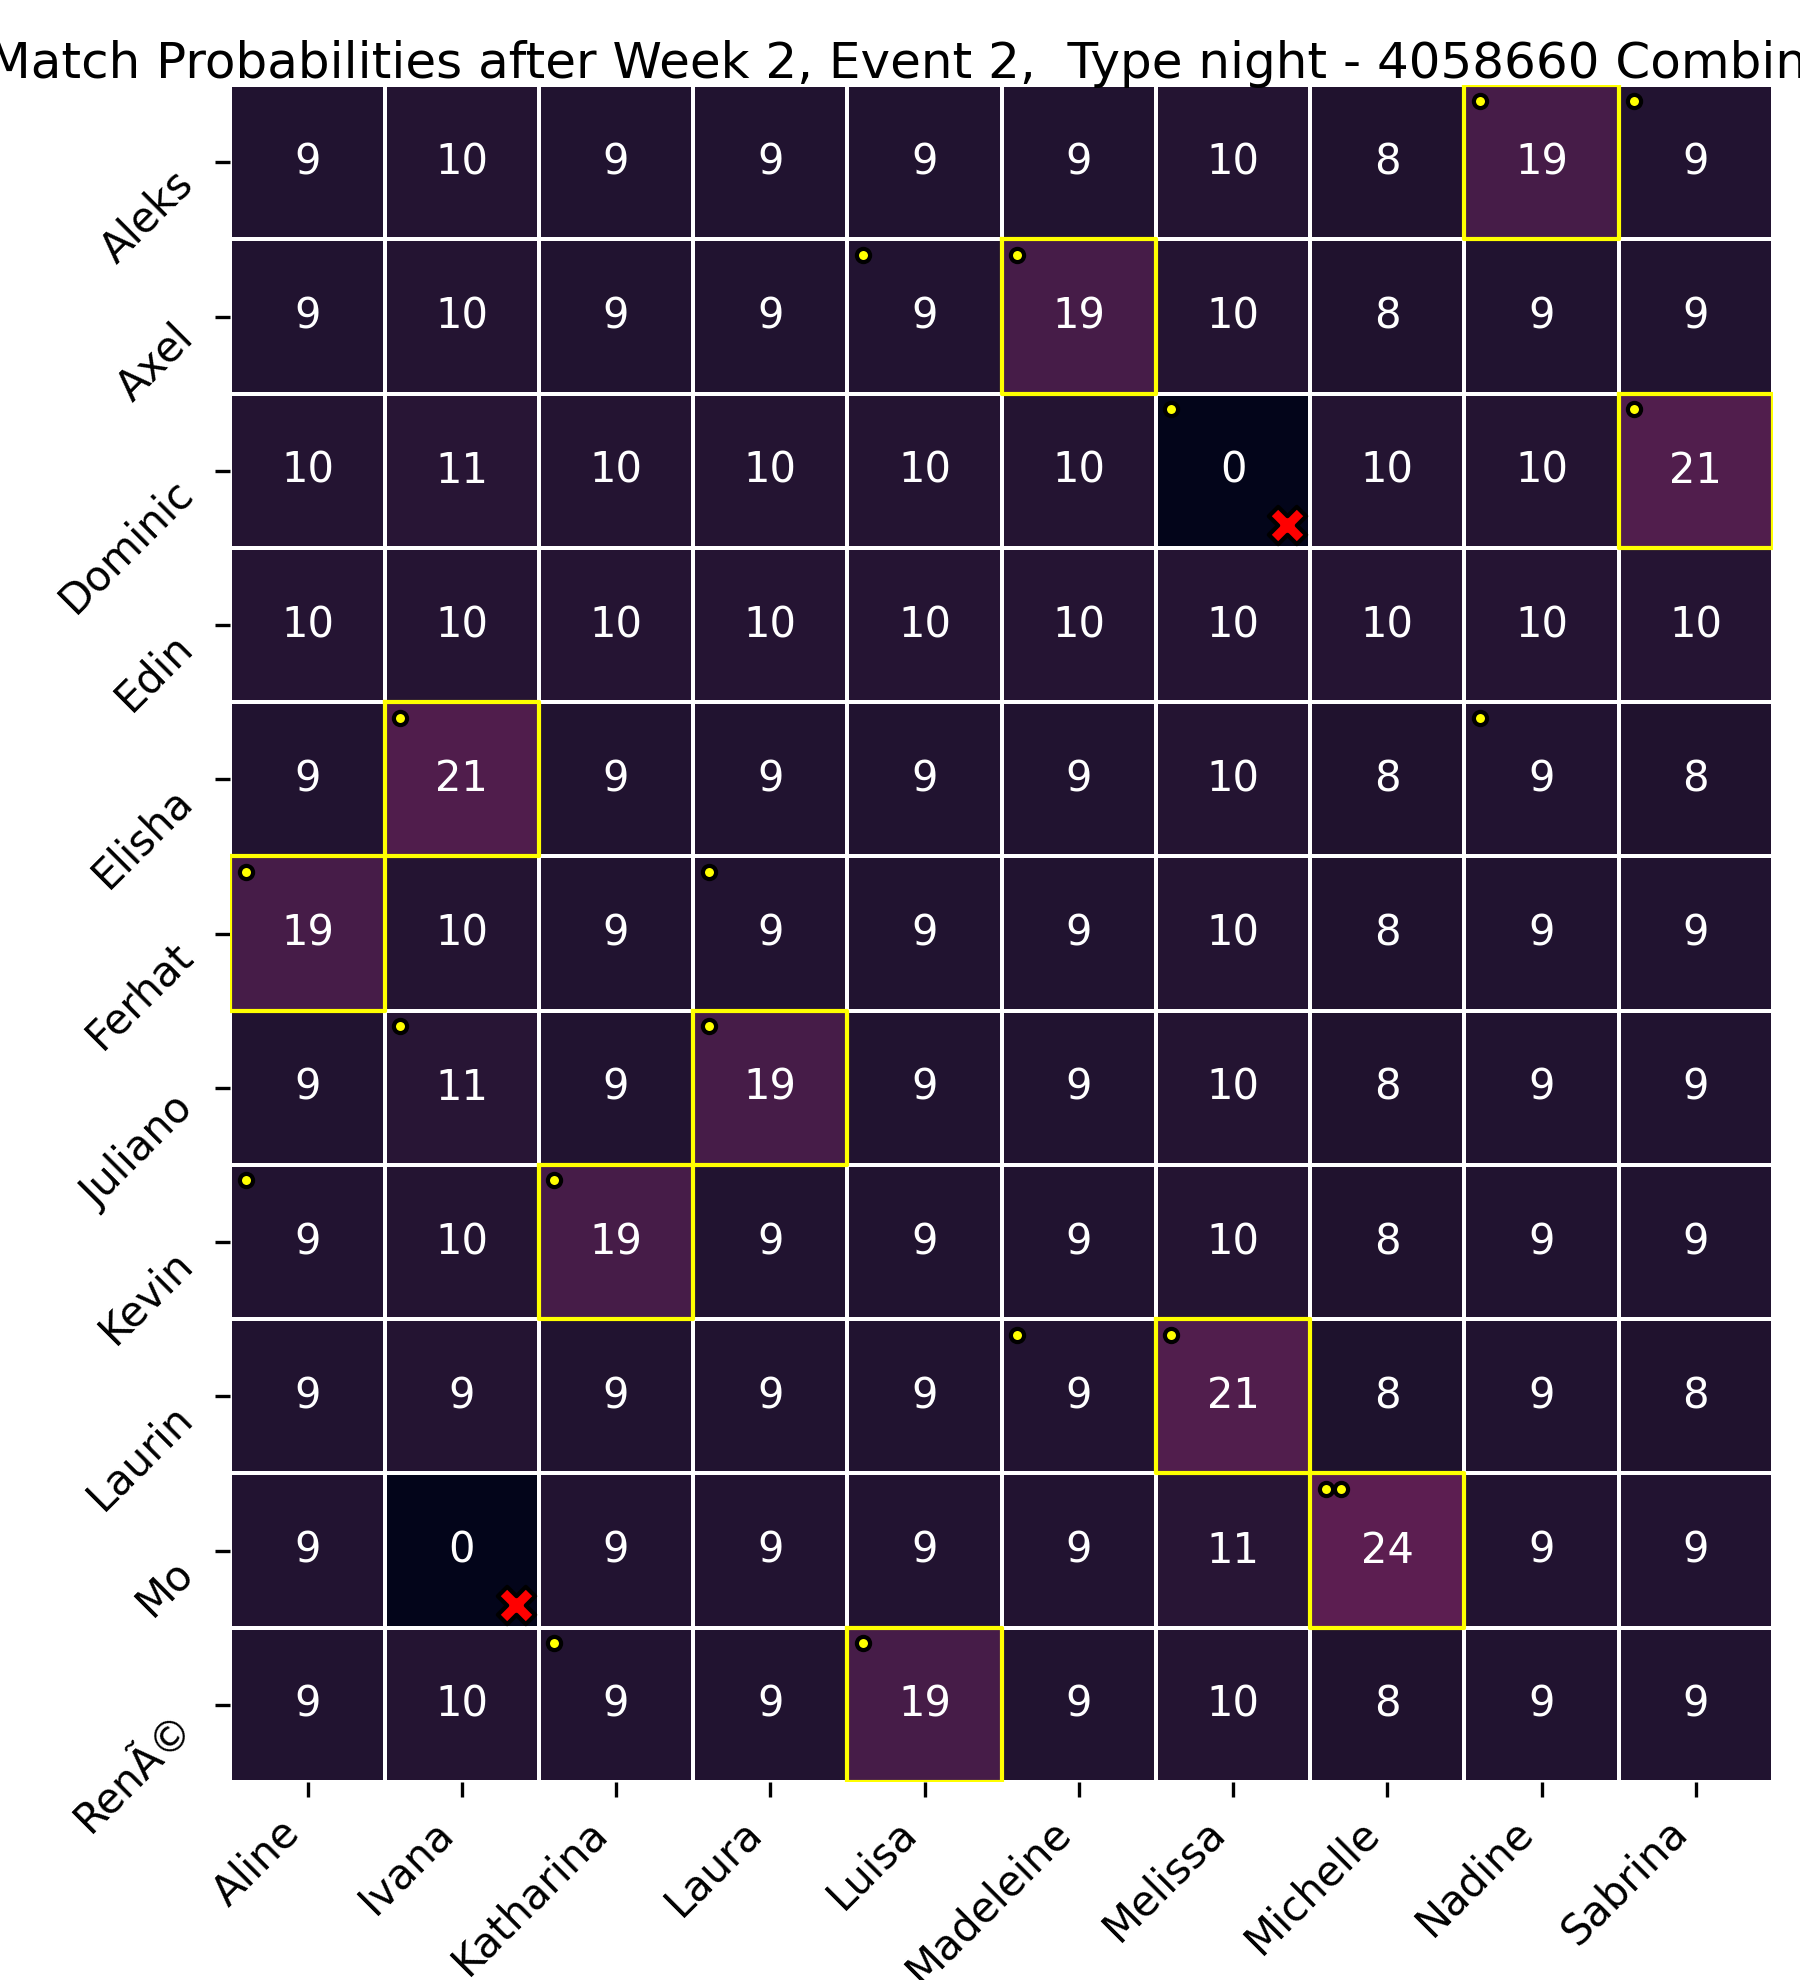 Match Probabilities after Week 2, Event 2,  Type night - 4058660 Combin
Aleks 9 10 9 9 9 9 10 8 19 9
Axel 9 10 9 9 9 19 10 8 9 9
Dominic 10 11 10 10 10 10 0 10 10 21
Edin 10 10 10 10 10 10 10 10 10 10
Elisha 9 21 9 9 9 9 10 8 9 8
Ferhat 19 10 9 9 9 9 10 8 9 9
Juliano 9 11 9 19 9 9 10 8 9 9
Kevin 9 10 19 9 9 9 10 8 9 9
Laurin 9 9 9 9 9 9 21 8 9 8
Mo 9 0 9 9 9 9 11 24 9 9
RenÃ© 9 10 9 9 19 9 10 8 9 9
Aline Ivana Katharina Laura Luisa Madeleine Melissa Michelle Nadine Sabrina